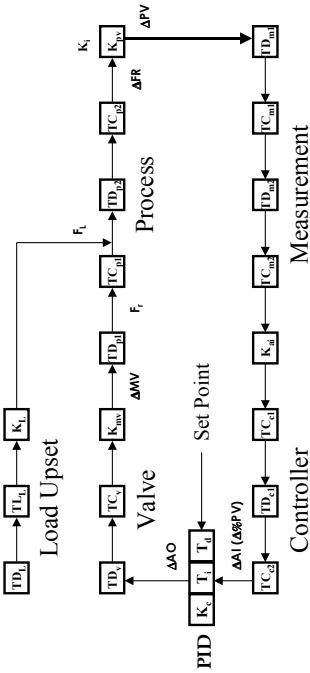 TD_L TL_L K_L
Load Upset
F_L
K_i
TD_v TC_v K_mv TD_p1 TC_p1 TD_p2 TC_p2 K_pv
ΔMV F_r ΔFR ΔPV
Valve Process
ΔAO
PID
K_c T_i T_d
Set Point
ΔAI (Δ%PV)
TC_c2 TD_c1 TC_c1 K_ai TC_m2 TD_m2 TC_m1 TD_m1
Controller Measurement